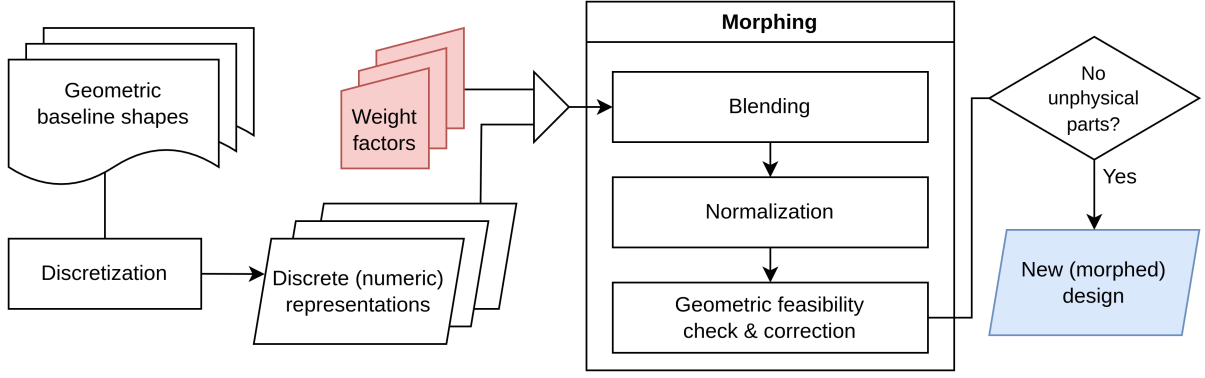 Geometric
baseline shapes
Discretization
Weight
factors
Discrete (numeric)
representations
Morphing
Blending
Normalization
Geometric feasibility
check & correction
No
unphysical
parts?
Yes
New (morphed)
design